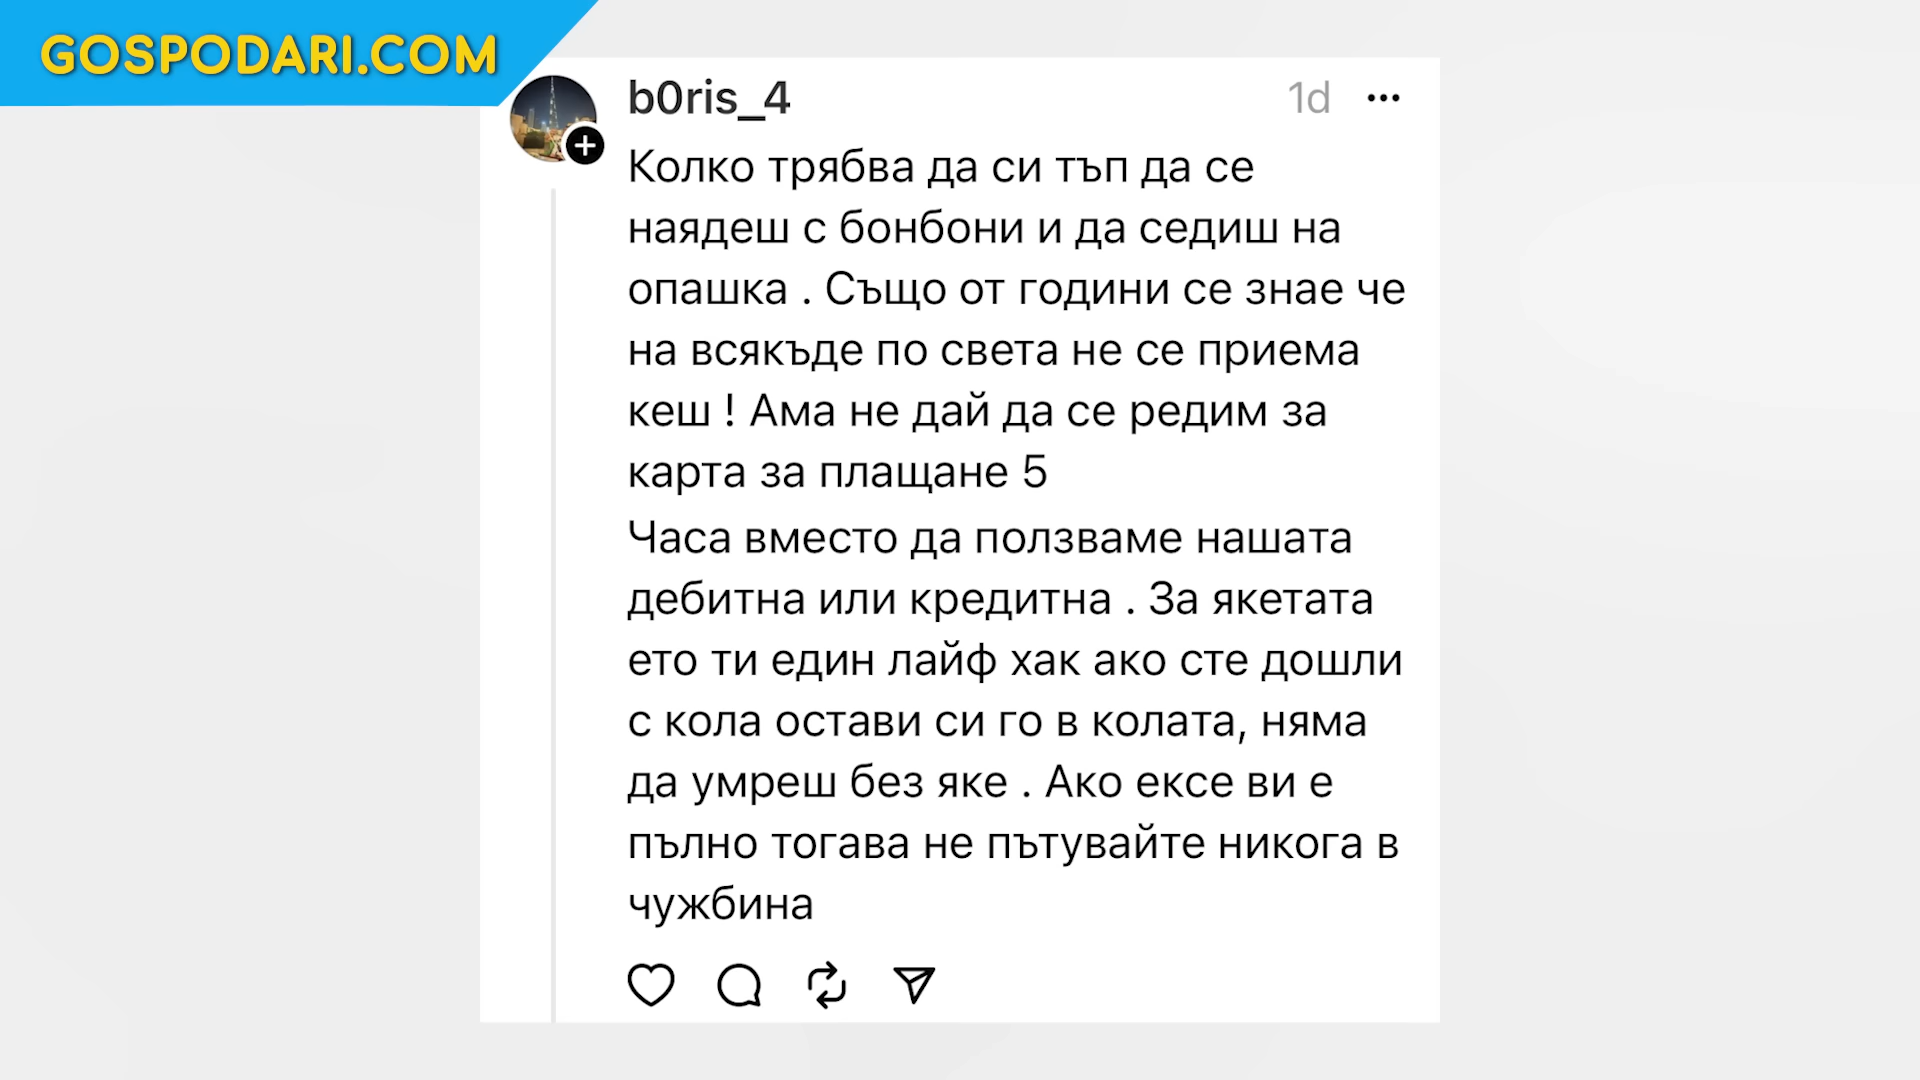 GOSPODARI.COM
b0ris_4
1d
Колко трябва да си тъп да се
наядеш с бонбони и да седиш на
опашка . Също от години се знае че
на всякъде по света не се приема
кеш ! Ама не дай да се редим за
карта за плащане 5
Часа вместо да ползваме нашата
дебитна или кредитна . За якетата
ето ти един лайф хак ако сте дошли
с кола остави си го в колата, няма
да умреш без яке . Ако ексе ви е
пълно тогава не пътувайте никога в
чужбина